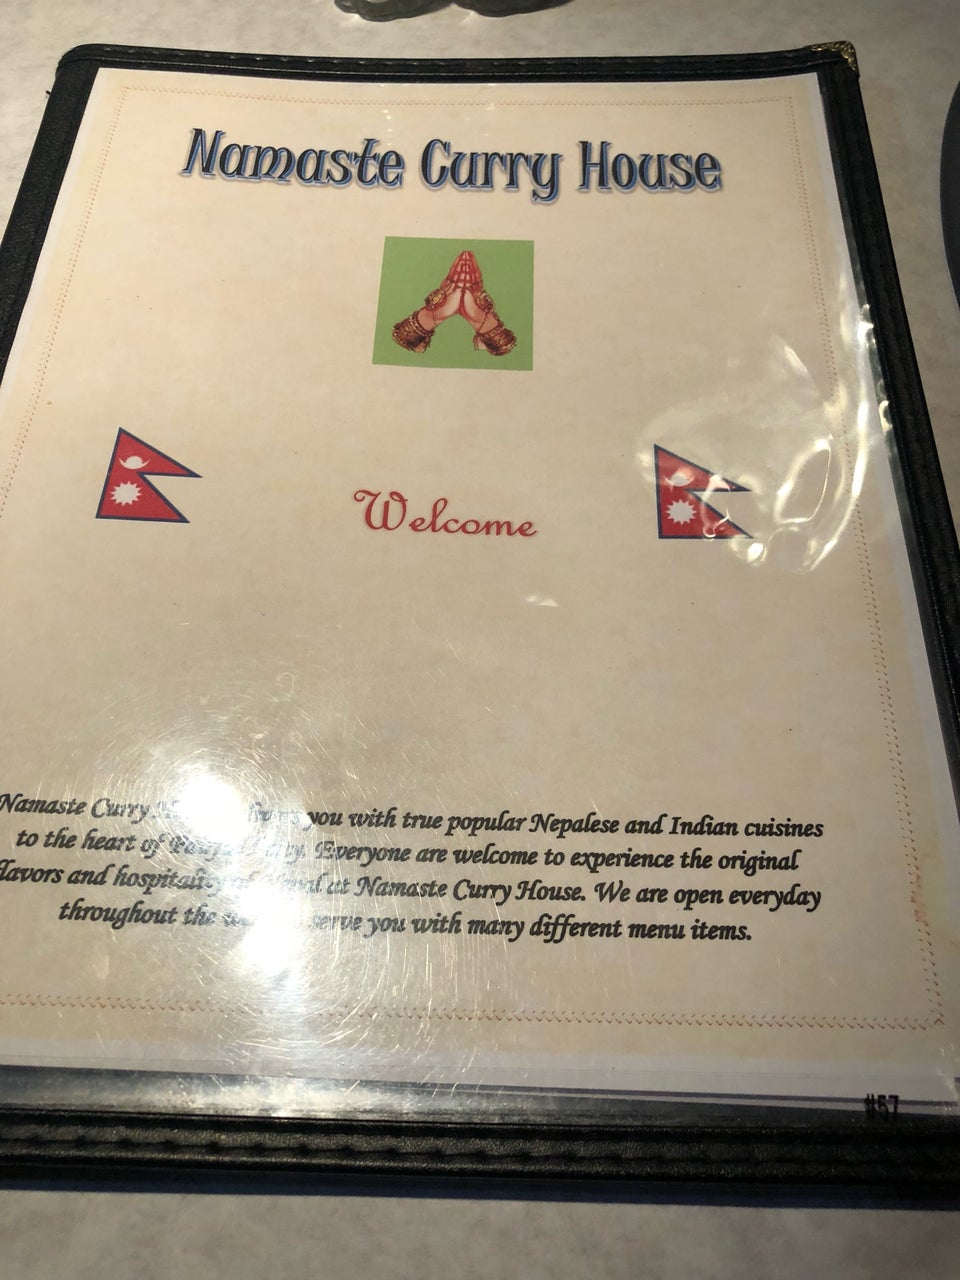 Namaste Curry House
Welcome
Namaste Curry you with true popular Nepalese and Indian cuisines
to the heart of Everyone are welcome to experience the original
flavors and hospitality at Namaste Curry House. We are open everyday
throughout the serve you with many different menu items.
#57